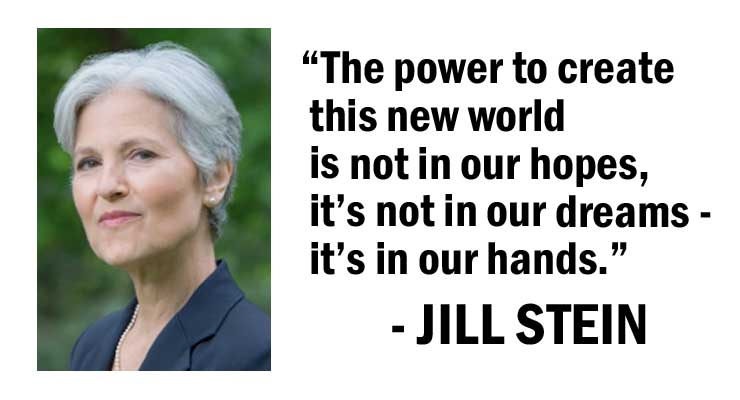 “The power to create
this new world
is not in our hopes,
it’s not in our dreams -
it’s in our hands.”
- JILL STEIN